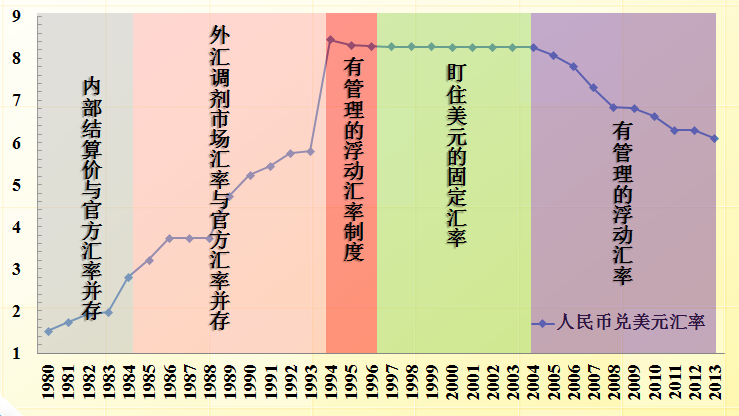 9
8
7
6
5
4
3
2
1
内部结算价与官方汇率并存
外汇调剂市场汇率与官方汇率并存
有管理的浮动汇率制度
盯住美元的固定汇率
有管理的浮动汇率
人民币兑美元汇率
1980 1981 1982 1983 1984 1985 1986 1987 1988 1989 1990 1991 1992 1993 1994 1995 1996 1997 1998 1999 2000 2001 2002 2003 2004 2005 2006 2007 2008 2009 2010 2011 2012 2013